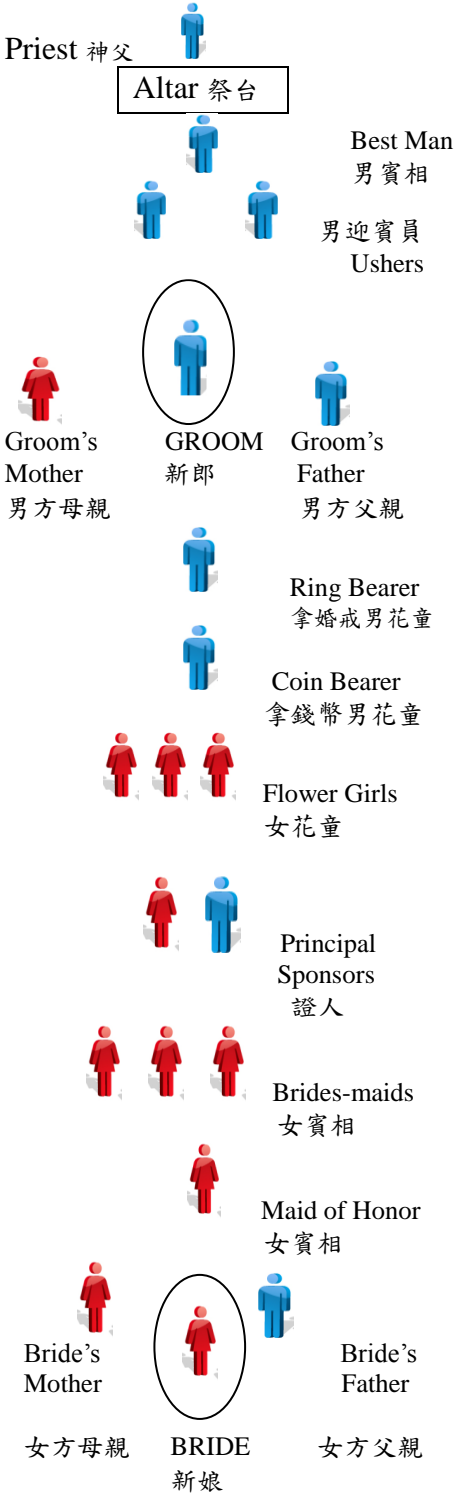 Priest 神父
Altar 祭台
Best Man
男賓相
男迎賓員
Ushers
Groom's
Mother
男方母親
GROOM
新郎
Groom's
Father
男方父親
Ring Bearer
拿婚戒男花童
Coin Bearer
拿錢幣男花童
Flower Girls
女花童
Principal
Sponsors
證人
Brides-maids
女賓相
Maid of Honor
女賓相
Bride's
Mother
女方母親
BRIDE
新娘
Bride's
Father
女方父親